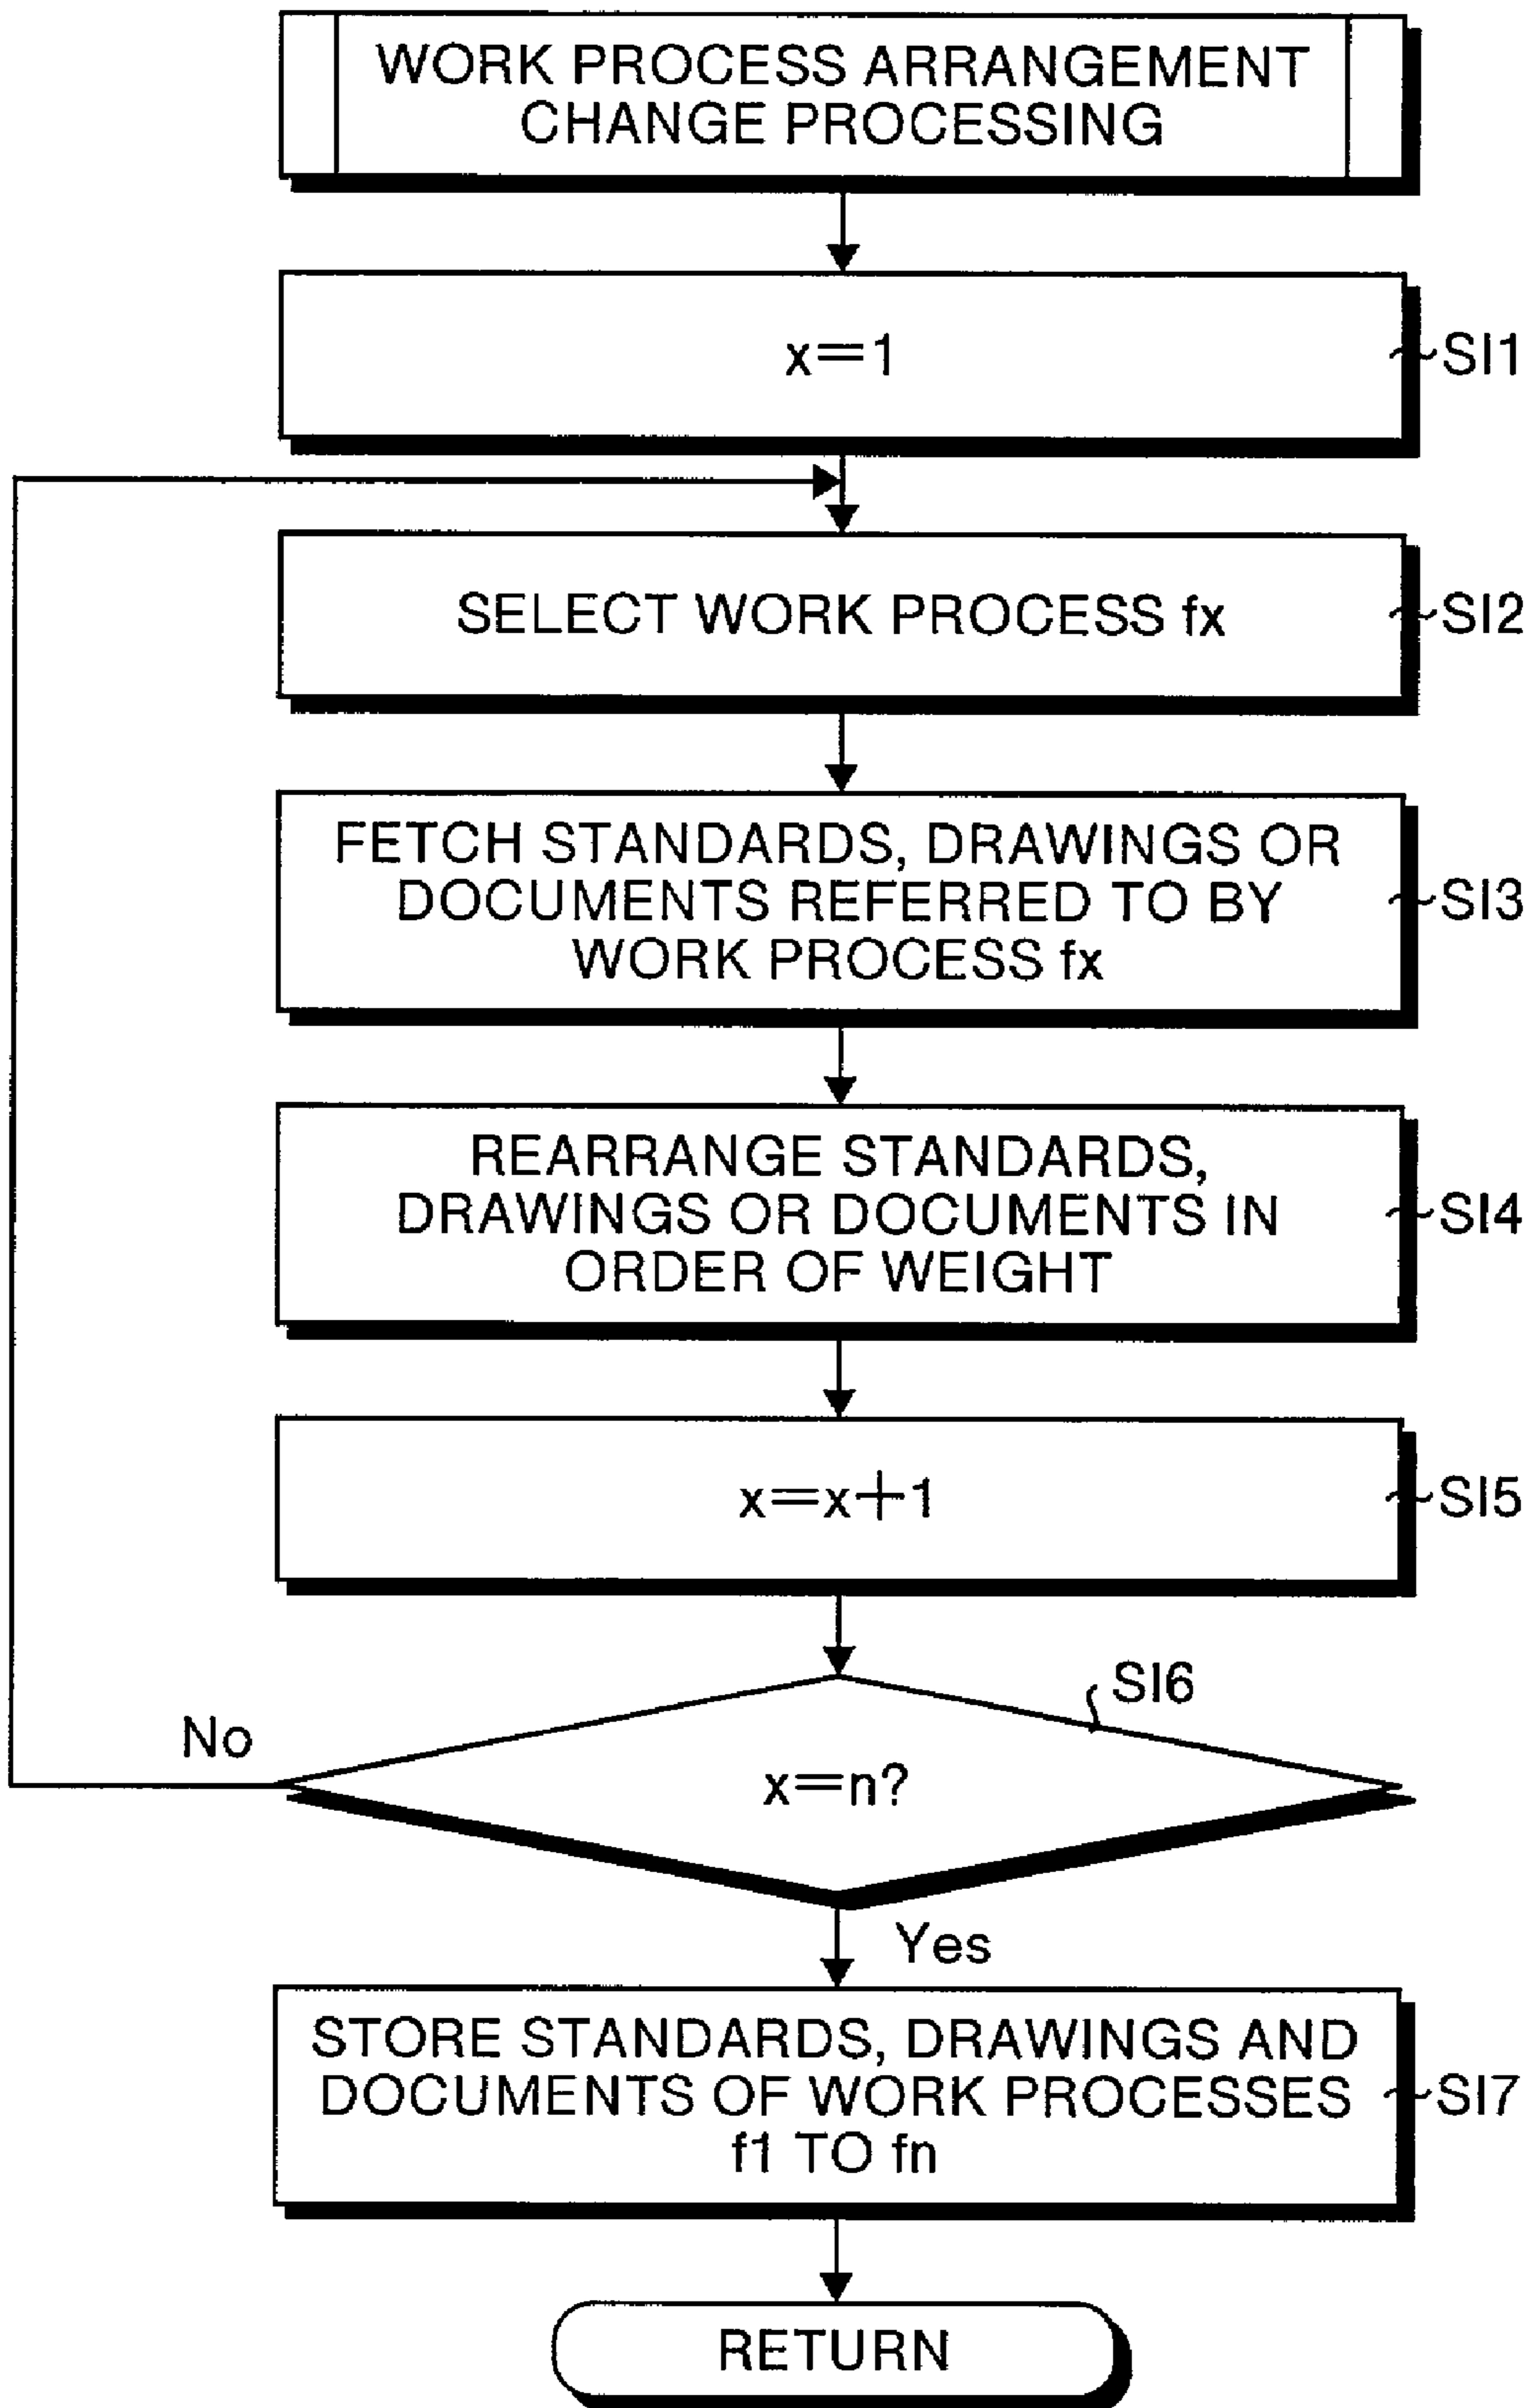 WORK PROCESS ARRANGEMENT
CHANGE PROCESSING
x=1
SI1
SELECT WORK PROCESS fx
SI2
FETCH STANDARDS, DRAWINGS OR
DOCUMENTS REFERRED TO BY
WORK PROCESS fx
SI3
REARRANGE STANDARDS,
DRAWINGS OR DOCUMENTS IN
ORDER OF WEIGHT
SI4
x=x+1
SI5
SI6
No
x=n?
Yes
STORE STANDARDS, DRAWINGS AND
DOCUMENTS OF WORK PROCESSES
f1 TO fn
SI7
RETURN